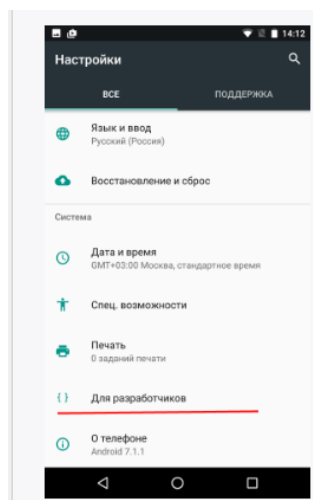 14:12
Настройки
ВСЕ
ПОДДЕРЖКА
Язык и ввод
Русский (Россия)
Восстановление и сброс
Система
Дата и время
GMT+03:00 Москва, стандартное время
Спец. возможности
Печать
0 заданий печати
{ } Для разработчиков
О телефоне
Android 7.1.1